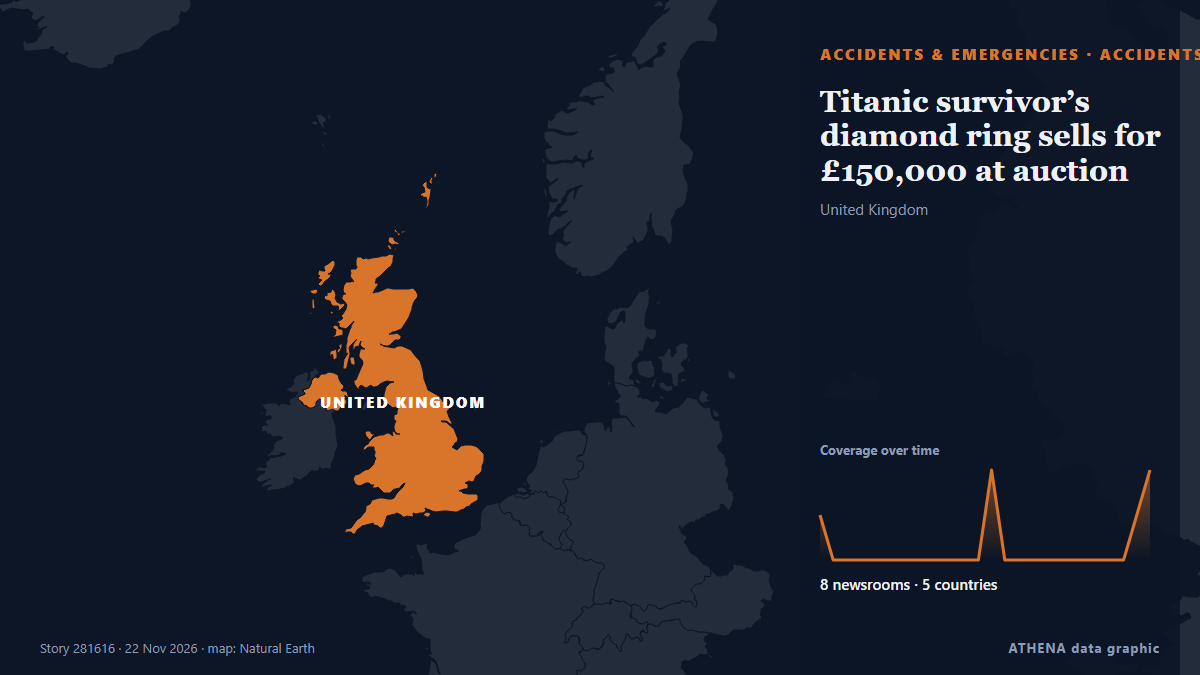 ACCIDENTS & EMERGENCIES · ACCIDENTS
Titanic survivor’s
diamond ring sells for
£150,000 at auction
United Kingdom
UNITED KINGDOM
Coverage over time
8 newsrooms · 5 countries
Story 281616 · 22 Nov 2026 · map: Natural Earth
ATHENA data graphic